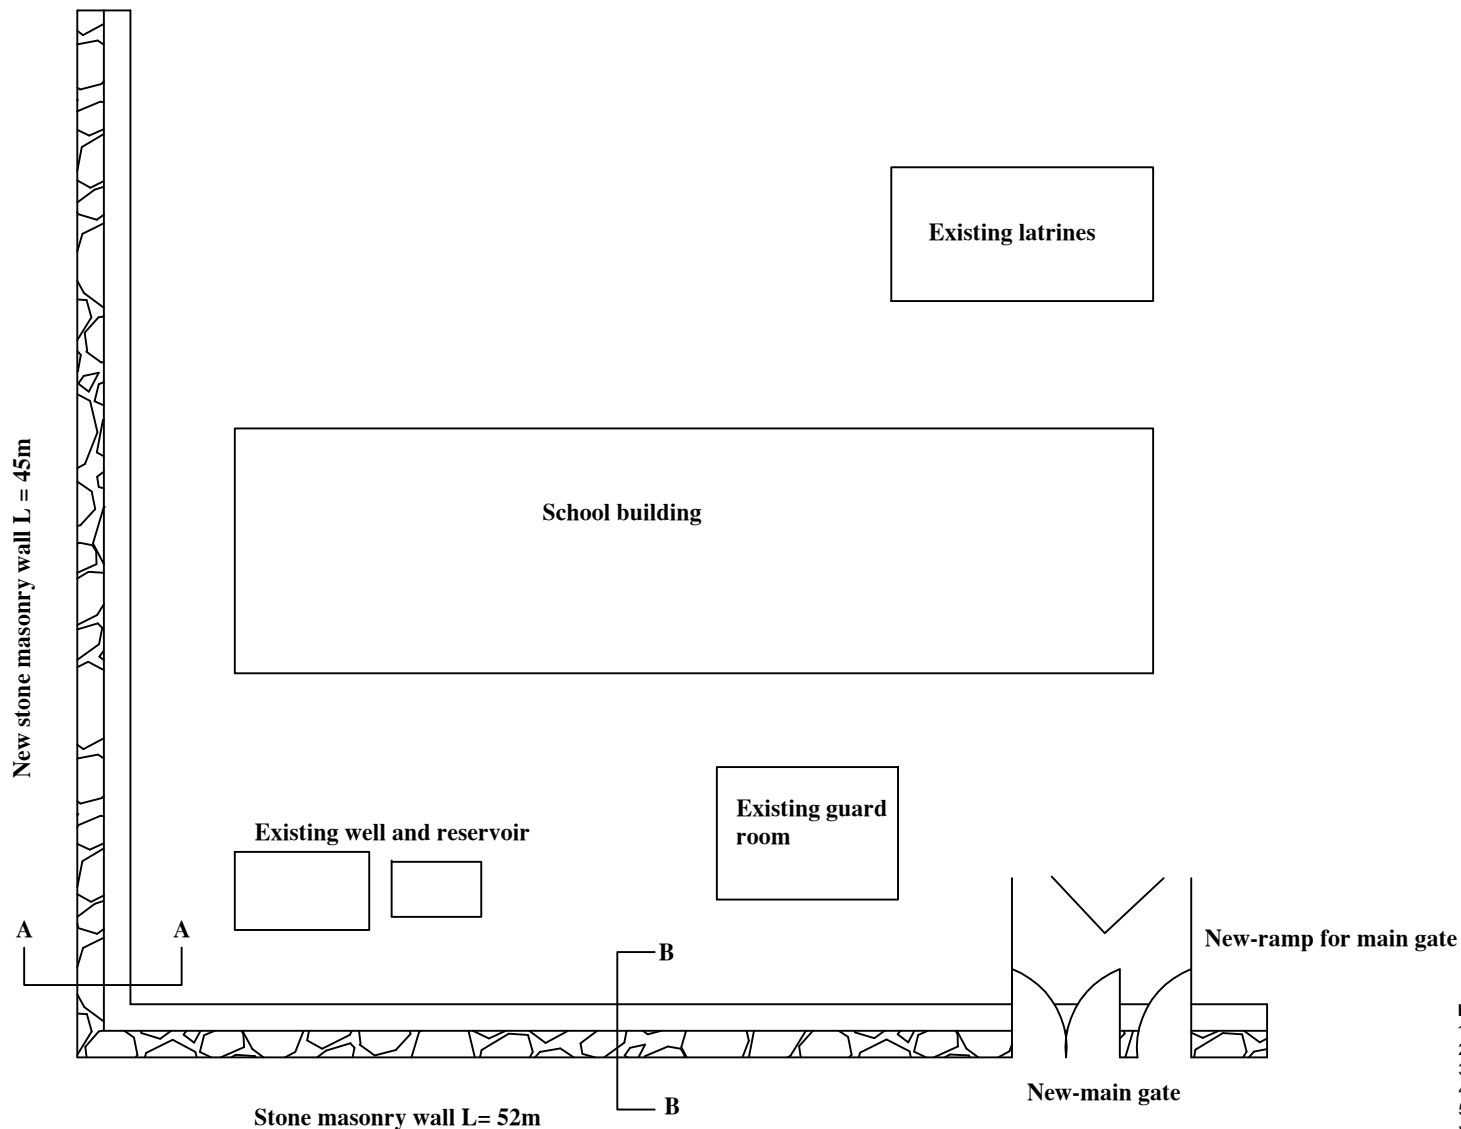 Existing latrines
School building
New stone masonry wall L = 45m
Existing guard
room
Existing well and reservoir
A
A
B
New-ramp for main gate
New-main gate
B
Stone masonry wall L= 52m